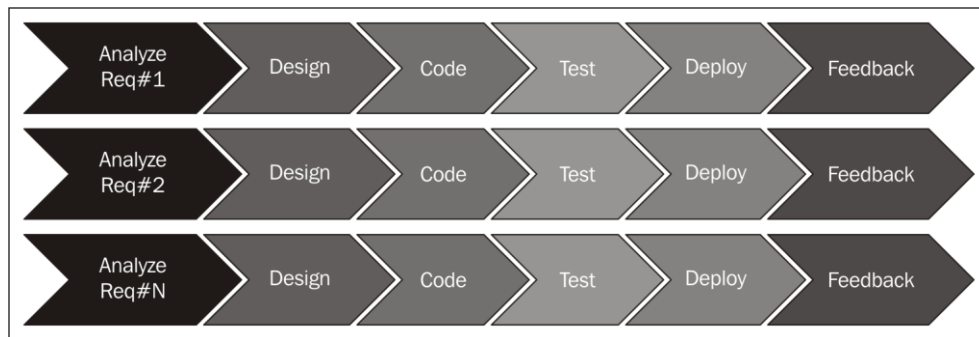 Analyze
Req#1
Design
Code
Test
Deploy
Feedback
Analyze
Req#2
Design
Code
Test
Deploy
Feedback
Analyze
Req#N
Design
Code
Test
Deploy
Feedback